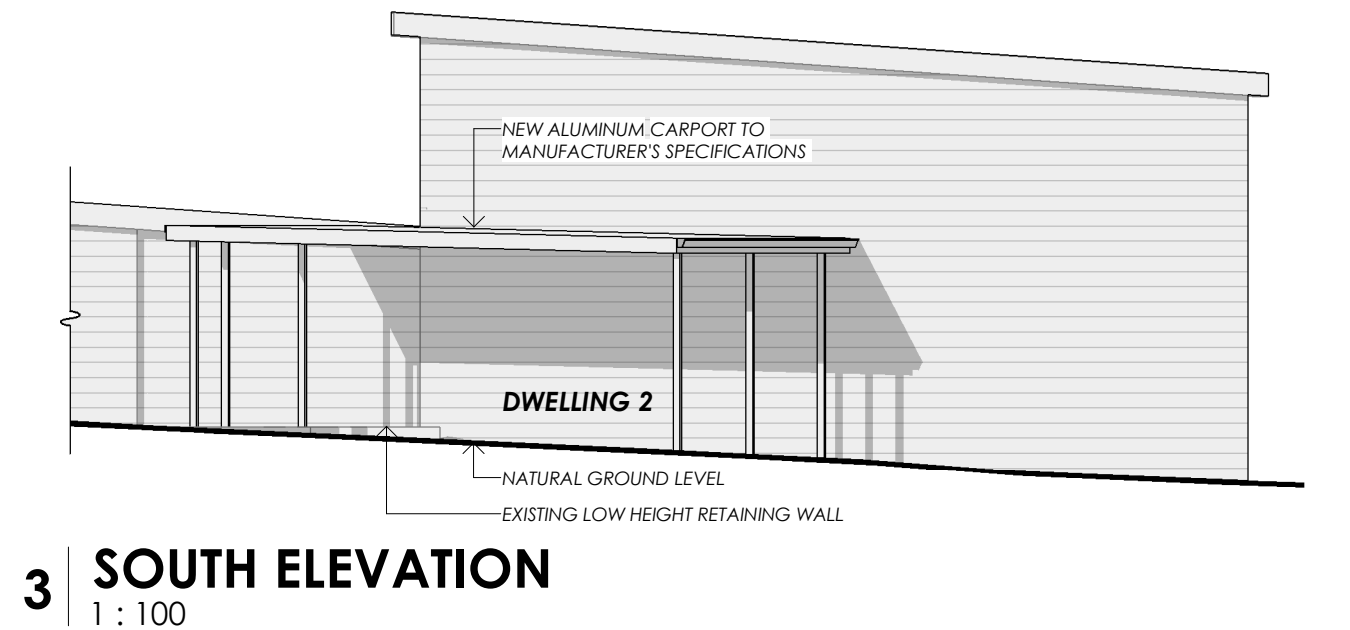 NEW ALUMINUM CARPORT TO
MANUFACTURER'S SPECIFICATIONS
DWELLING 2
NATURAL GROUND LEVEL
EXISTING LOW HEIGHT RETAINING WALL
3 SOUTH ELEVATION
1 : 100